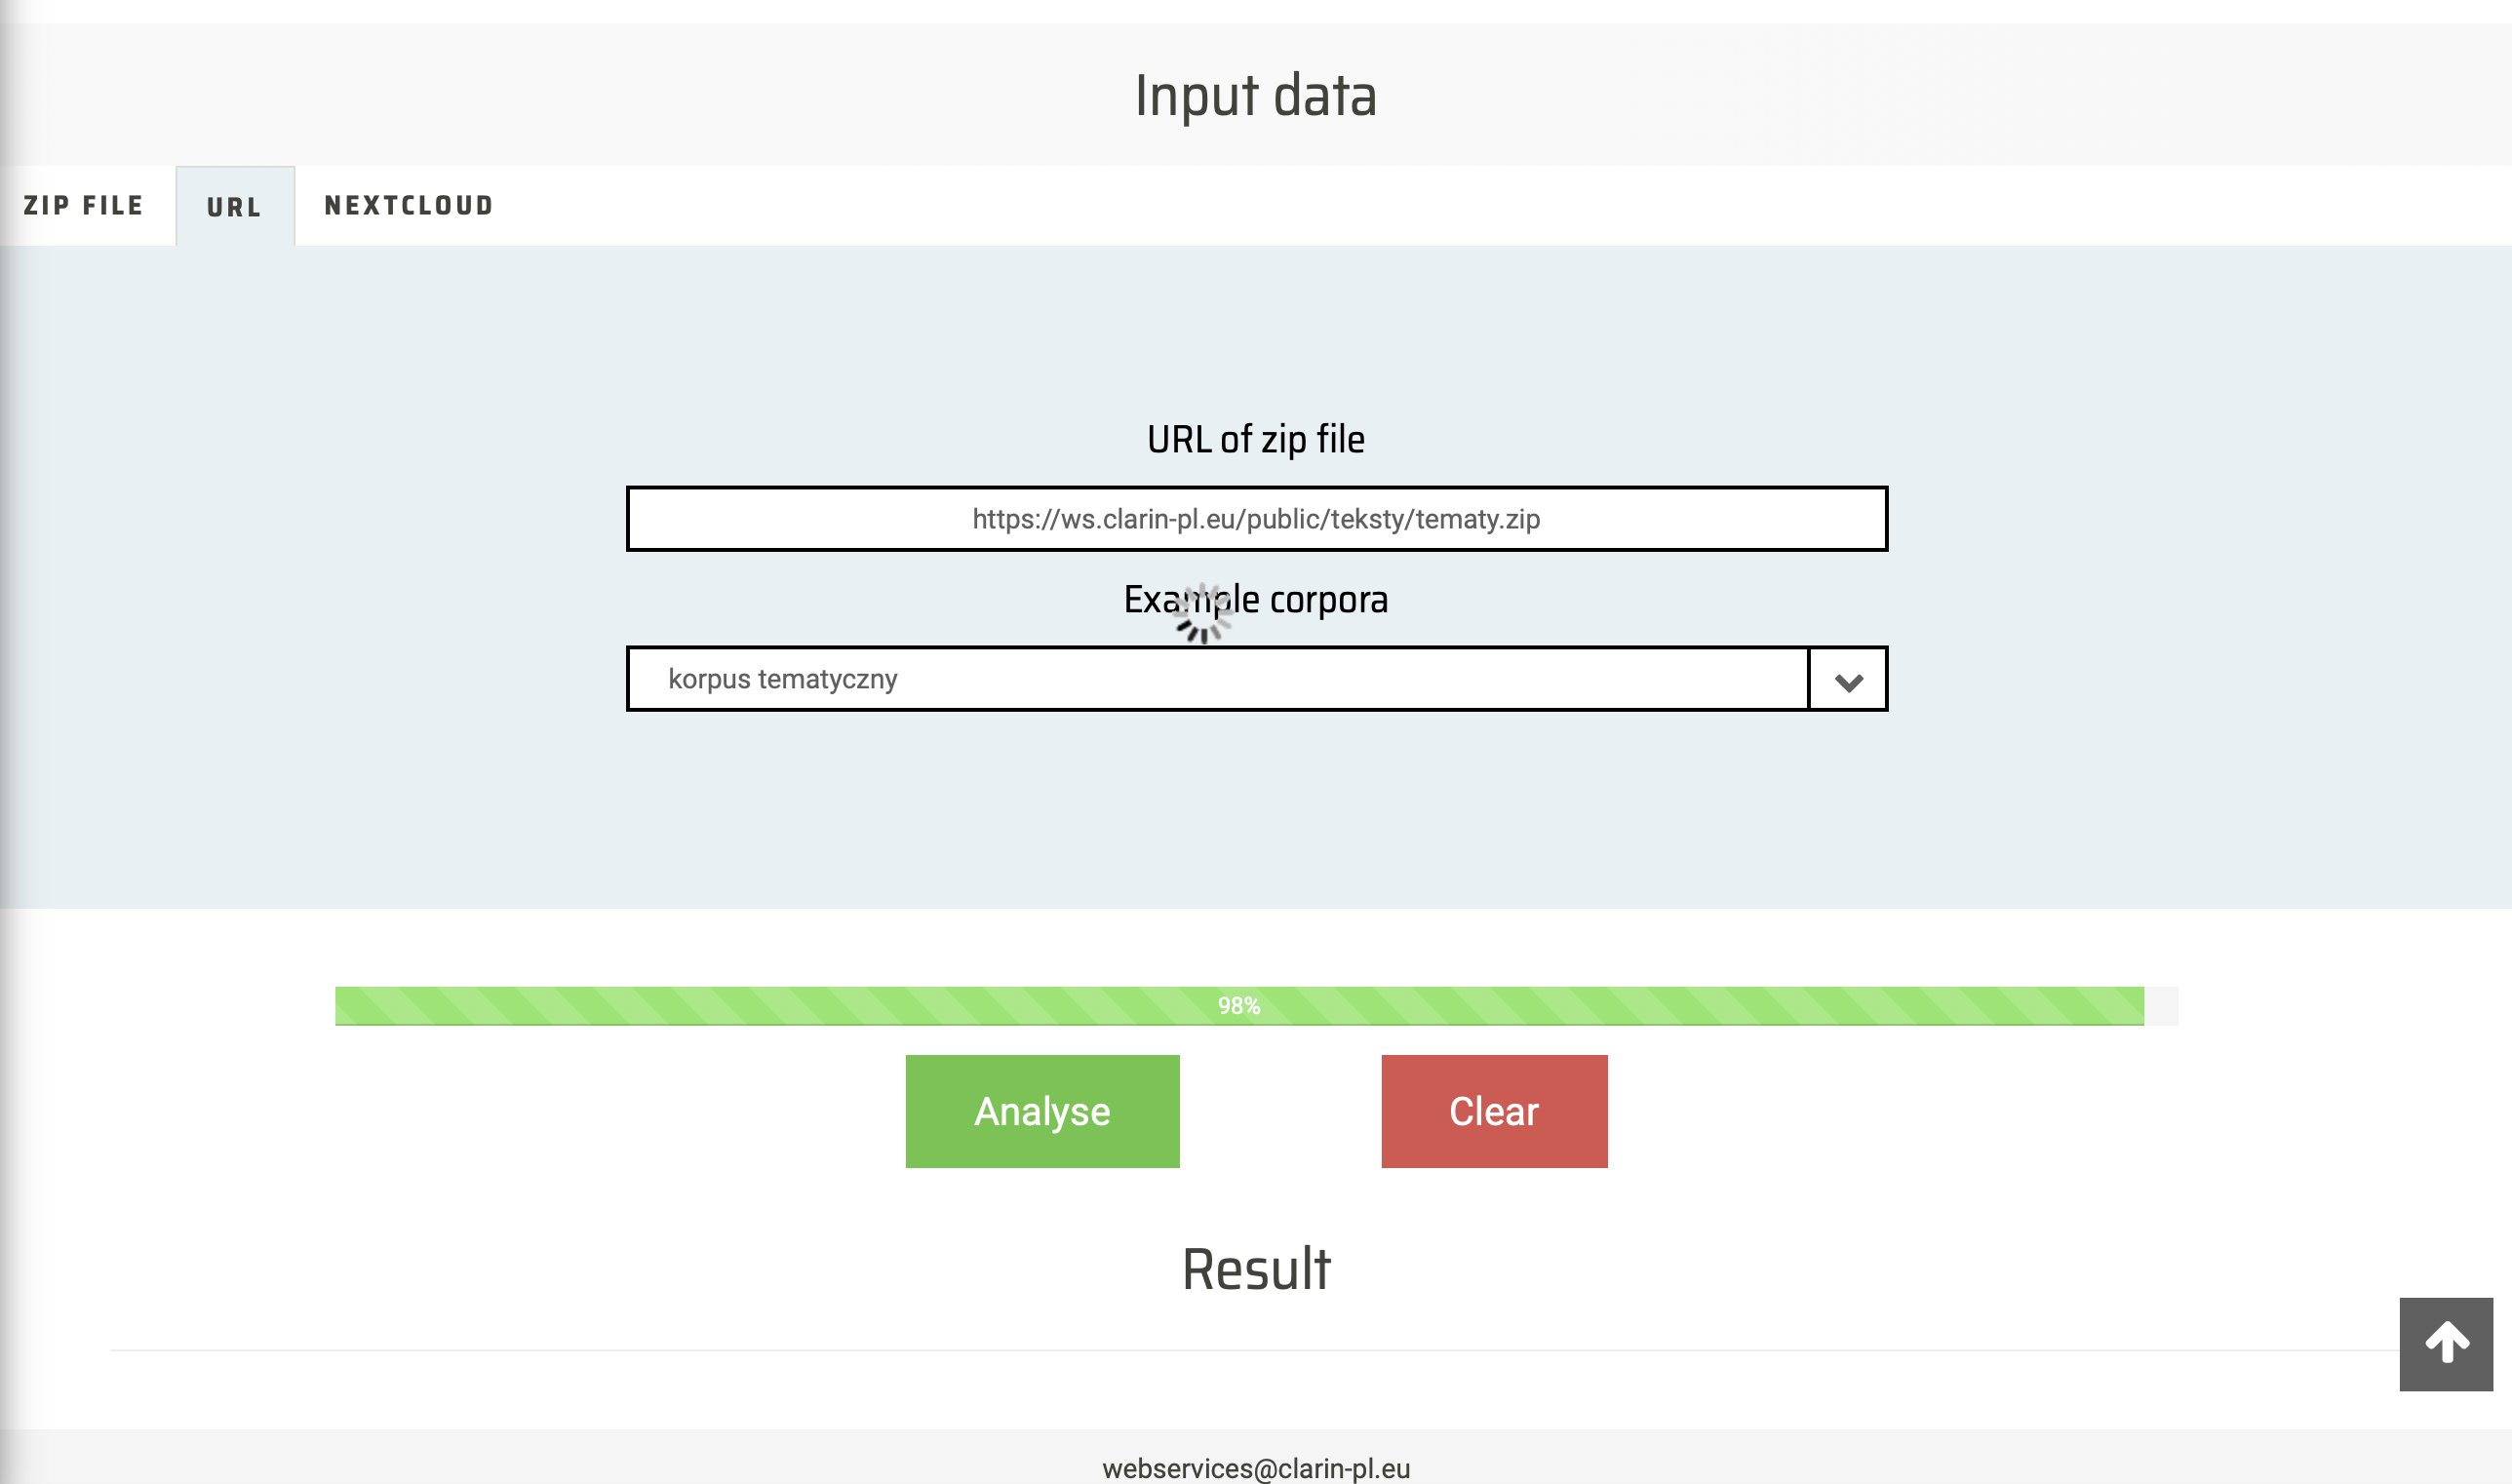 Input data
ZIP FILE URL NEXTCLOUD
URL of zip file
https://ws.clarin-pl.eu/public/teksty/tematy.zip
Example corpora
korpus tematyczny
98%
Analyse Clear
Result
webservices@clarin-pl.eu